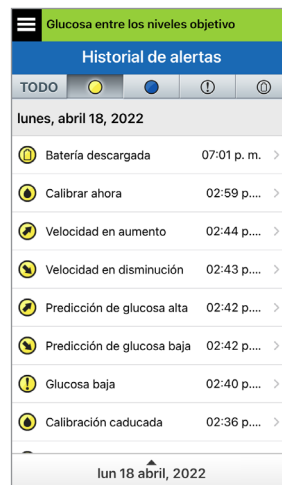 Glucosa entre los niveles objetivo
Historial de alertas
TODO
lunes, abril 18, 2022
Batería descargada 07:01 p. m.
Calibrar ahora 02:59 p....
Velocidad en aumento 02:44 p....
Velocidad en disminución 02:43 p....
Predicción de glucosa alta 02:42 p....
Predicción de glucosa baja 02:42 p....
Glucosa baja 02:40 p....
Calibración caducada 02:36 p....
lun 18 abril, 2022